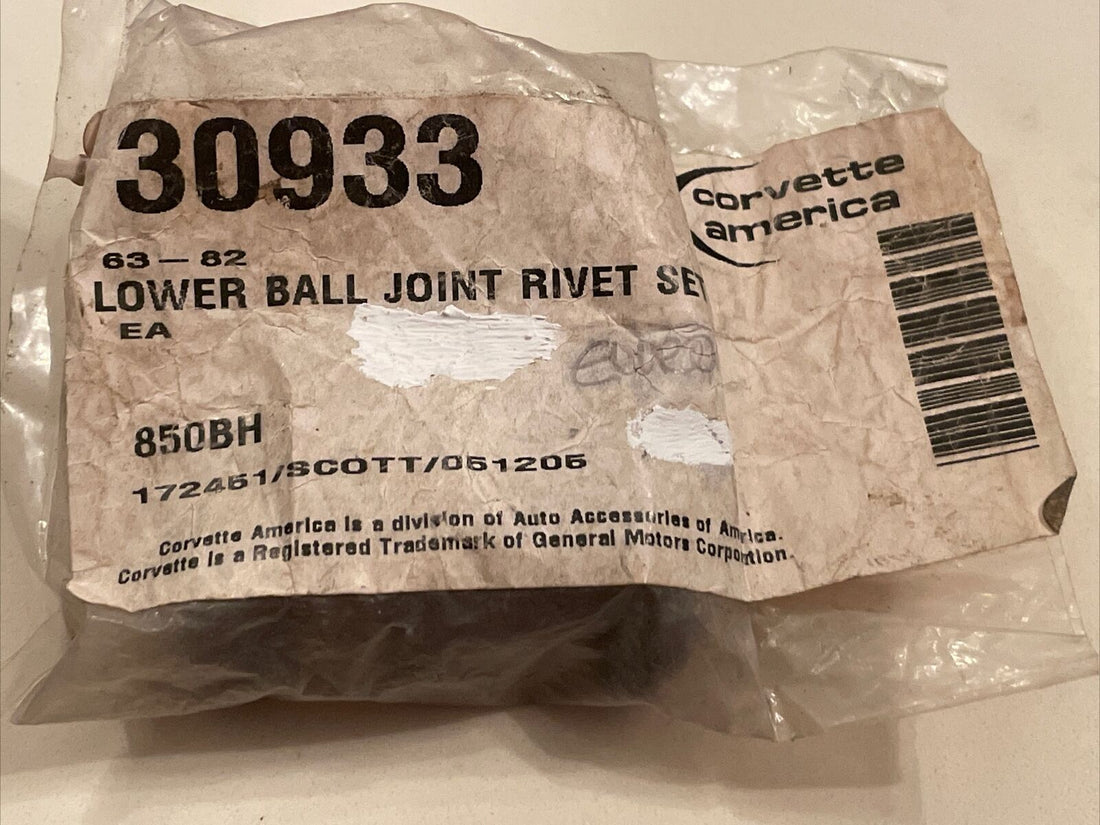 30933
corvette
america
63 – 82
LOWER BALL JOINT RIVET SET
EA
850BH
172451/SCOTT/051205
Corvette America is a division of Auto Accessories of America.
Corvette is a Registered Trademark of General Motors Corporation.